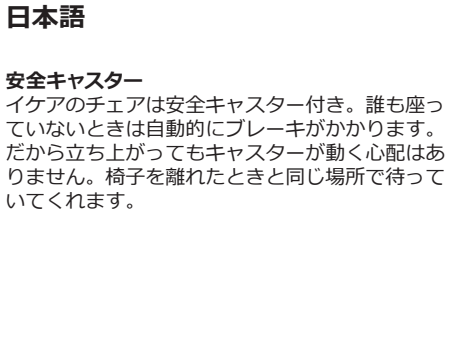 日本語
安全キャスター
イケアのチェアは安全キャスター付き。誰も座っ
ていないときは自動的にブレーキがかかります。
だから立ち上がってもキャスターが動く心配はあ
りません。椅子を離れたときと同じ場所で待って
いてくれます。